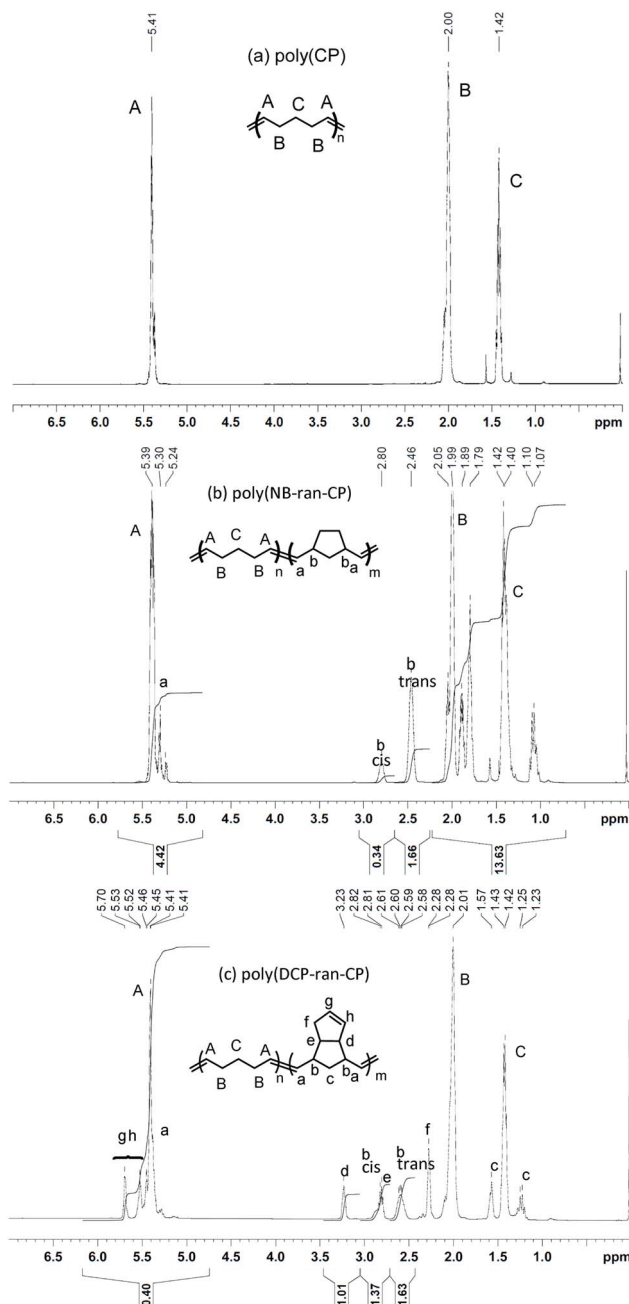 5.41
2.00
1.42
(a) poly(CP)
A
A C A
B B
n
B
C
6.5 6.0 5.5 5.0 4.5 4.0 3.5 3.0 2.5 2.0 1.5 1.0 ppm
5.39
5.30
5.24
2.80
2.46
2.05
1.99
1.89
1.79
1.42
1.40
1.10
1.07
(b) poly(NB-ran-CP)
A
a
A C A
B B
n
a b b a
m
b
cis
b
trans
B
C
6.5 6.0 5.5 5.0 4.5 4.0 3.5 3.0 2.5 2.0 1.5 1.0 ppm
4.42
0.34
1.66
13.63
5.70
5.53
5.52
5.46
5.45
5.41
5.41
3.23
2.82
2.81
2.61
2.60
2.59
2.58
2.28
2.28
2.01
1.57
1.43
1.42
1.25
1.23
(c) poly(DCP-ran-CP)
A
g
f h
e d
A C A
B B
n
a b c b a
m
g h
a
d
b
cis
e
b
trans
f
B
c
C
c
6.5 6.0 5.5 5.0 4.5 4.0 3.5 3.0 2.5 2.0 1.5 1.0 ppm
0.40
1.01
1.37
1.63